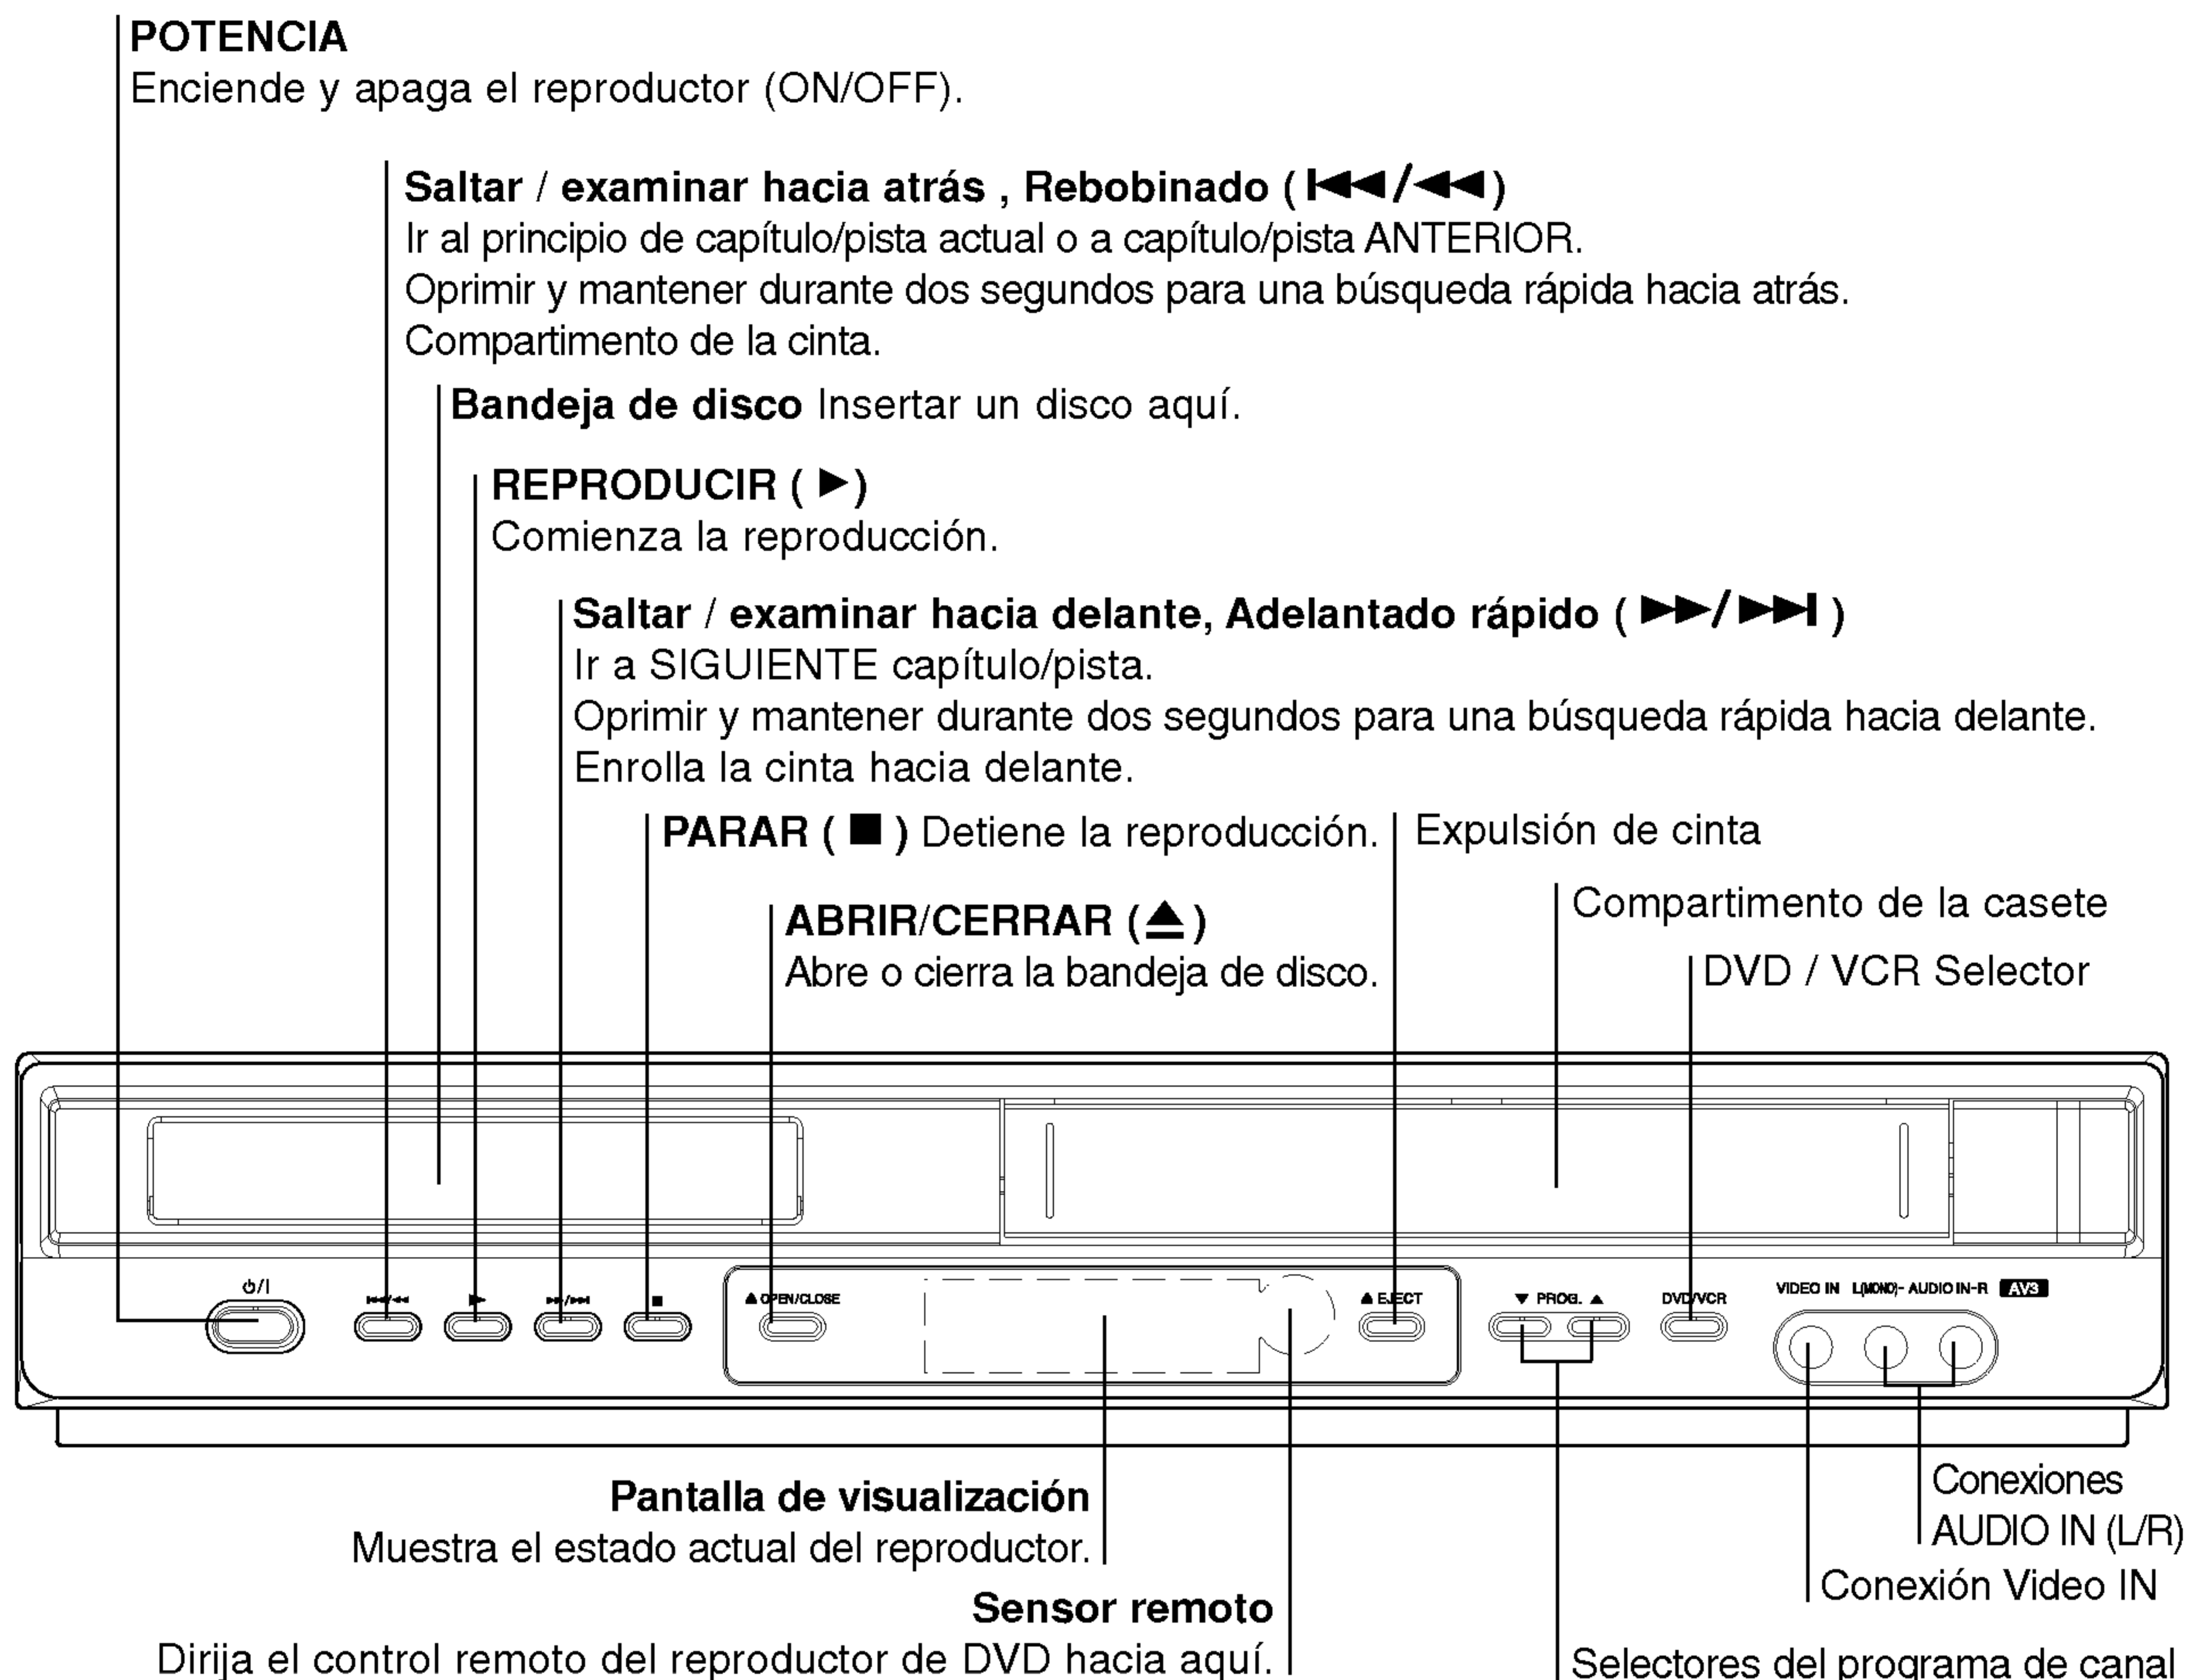 POTENCIA
Enciende y apaga el reproductor (ON/OFF).
Saltar / examinar hacia atrás , Rebobinado (⏮/◀◀)
Ir al principio de capítulo/pista actual o a capítulo/pista ANTERIOR.
Oprimir y mantener durante dos segundos para una búsqueda rápida hacia atrás.
Compartimento de la cinta.
Bandeja de disco Insertar un disco aquí.
REPRODUCIR ( ▶)
Comienza la reproducción.
Saltar / examinar hacia delante, Adelantado rápido ( ▶▶/▶▶I )
Ir a SIGUIENTE capítulo/pista.
Oprimir y mantener durante dos segundos para una búsqueda rápida hacia delante.
Enrolla la cinta hacia delante.
PARAR ( ■ ) Detiene la reproducción.
Expulsión de cinta
Compartimento de la casete
ABRIR/CERRAR (⏏)
Abre o cierra la bandeja de disco.
DVD / VCR Selector
⏻/I
I◀◀/◀◀
▶
▶▶/▶▶I
■
▲ OPEN/CLOSE
▲ EJECT
▼ PROG. ▲
DVD/VCR
VIDEO IN L(MONO)- AUDIO IN-R AV3
Pantalla de visualización
Muestra el estado actual del reproductor.
Conexiones
AUDIO IN (L/R)
Conexión Video IN
Sensor remoto
Dirija el control remoto del reproductor de DVD hacia aquí.
Selectores del programa de canal